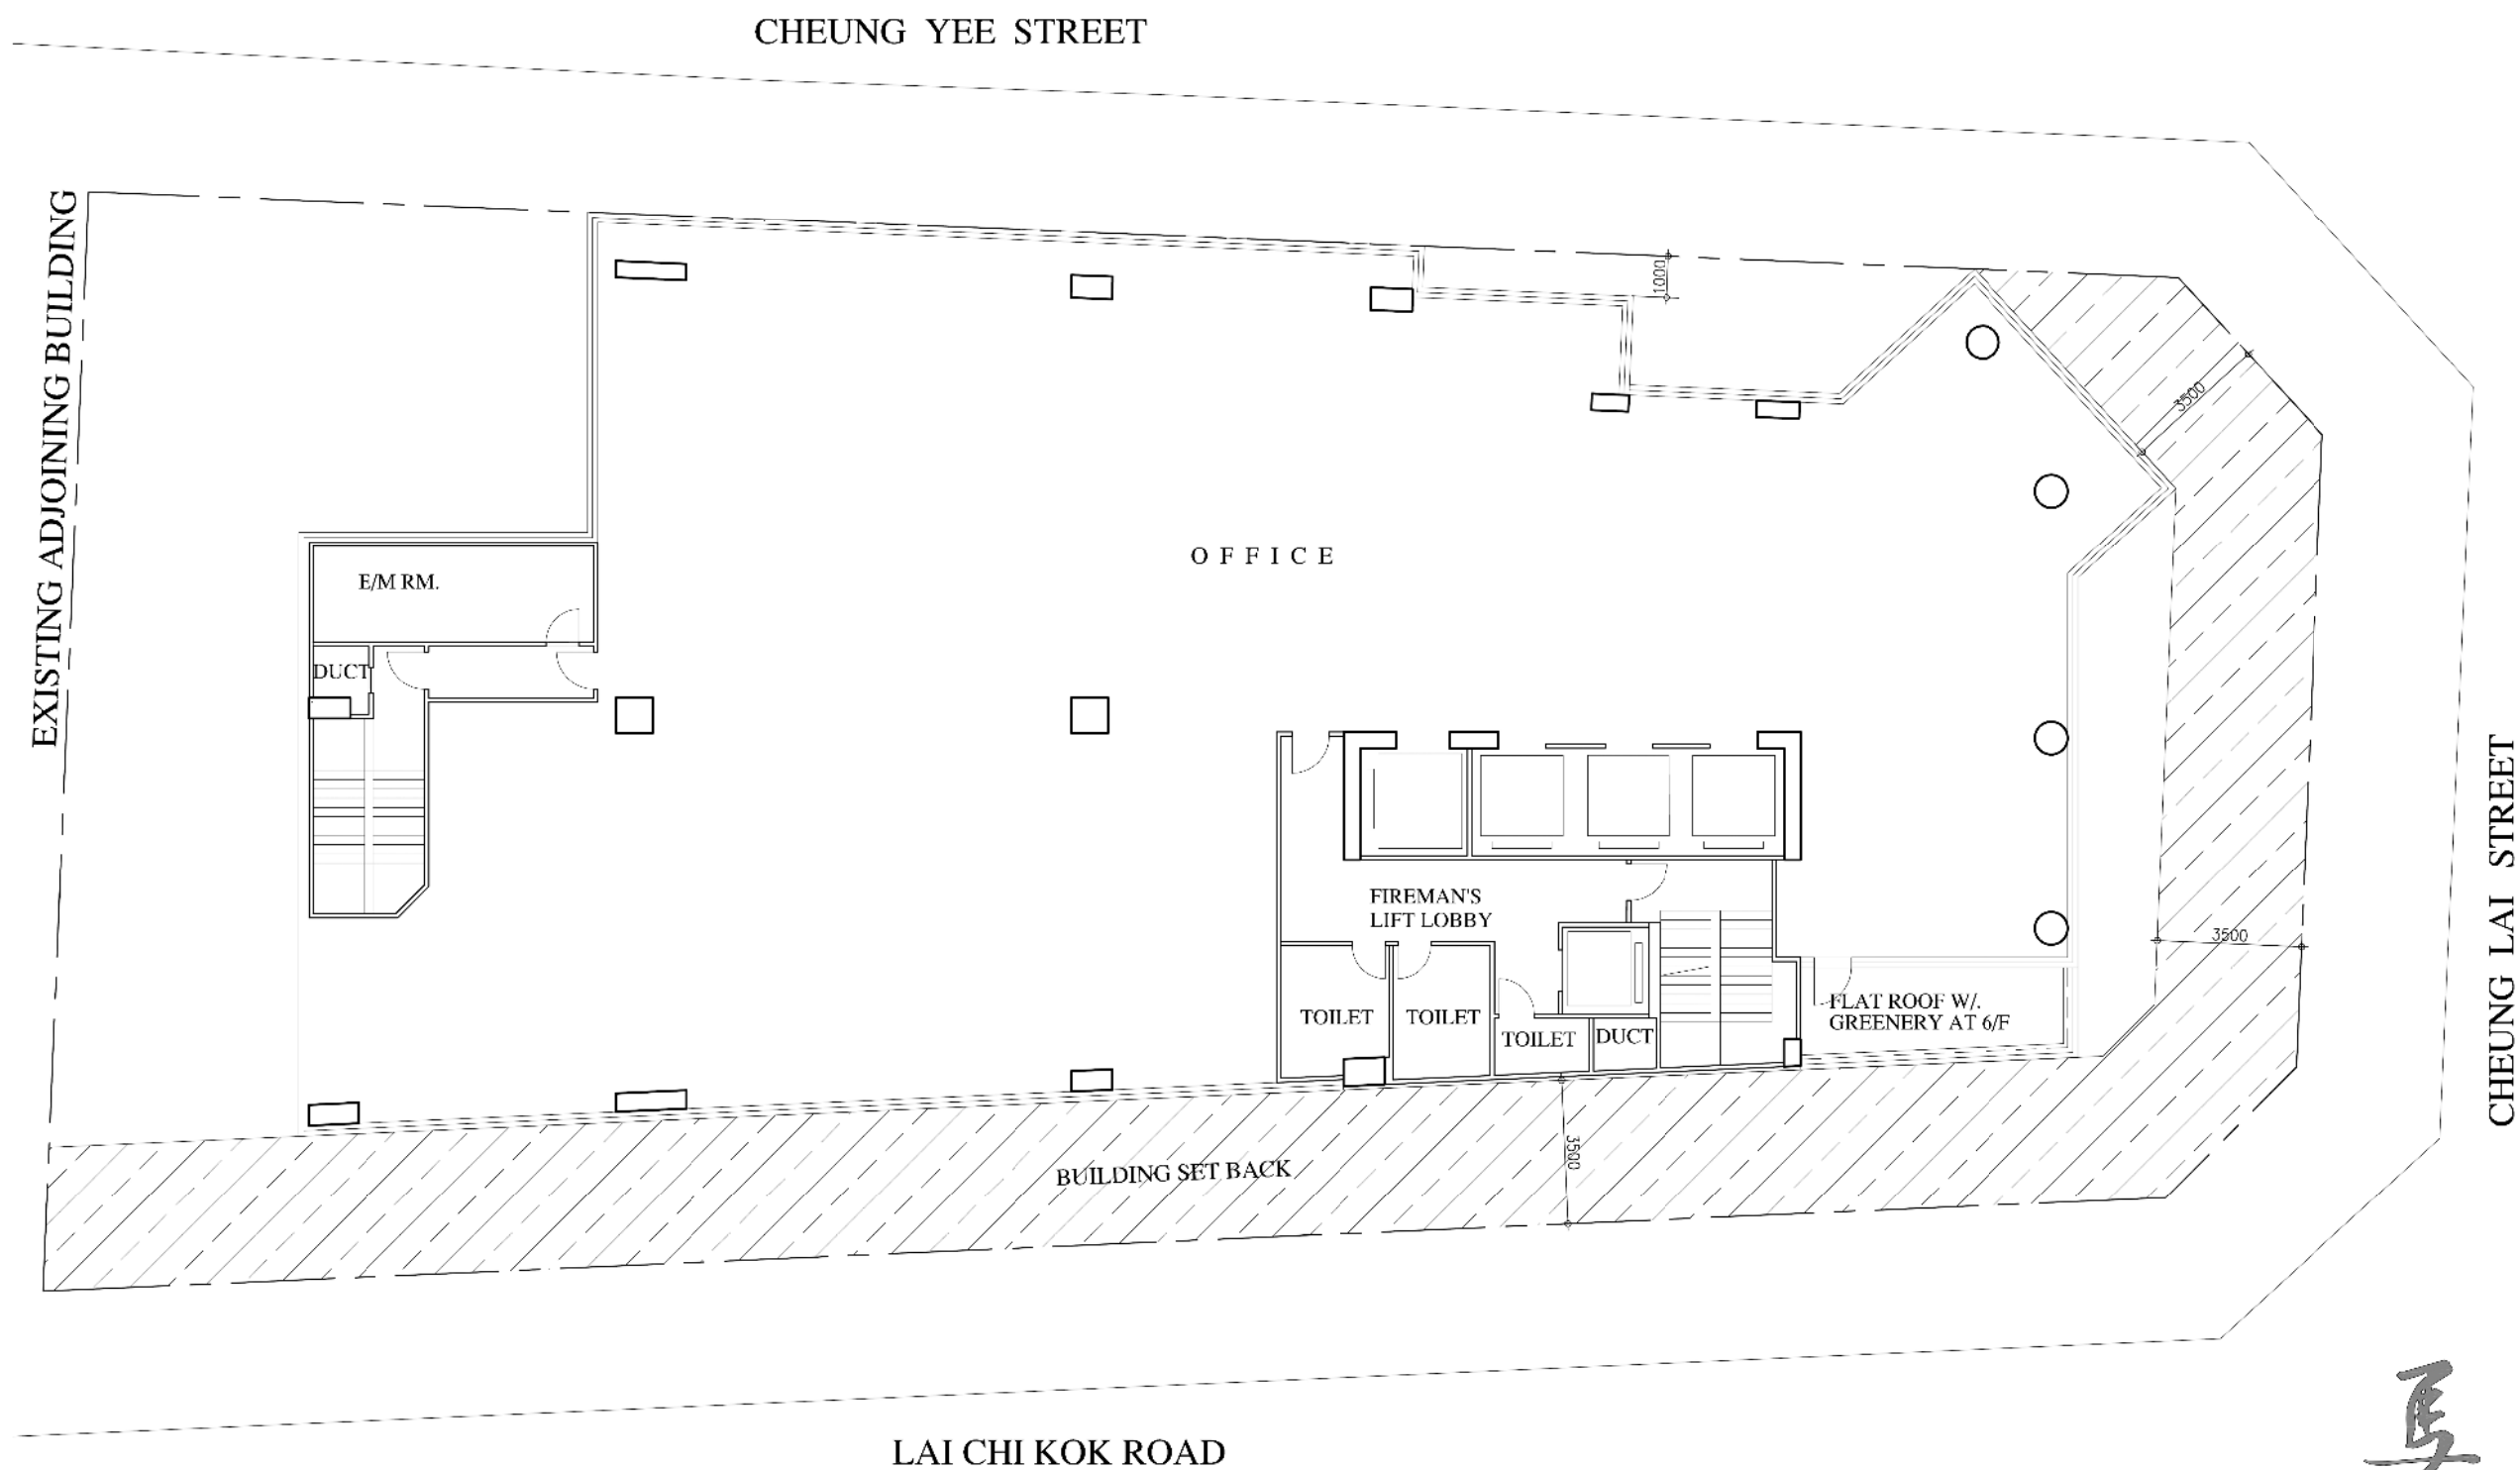 CHEUNG YEE STREET
EXISTING ADJOINING BUILDING
1000
3500
OFFICE
E/M RM.
DUCT
FIREMAN'S
LIFT LOBBY
3500
CHEUNG LAI STREET
FLAT ROOF W/.
GREENERY AT 6/F
TOILET
TOILET
TOILET
DUCT
3500
BUILDING SET BACK
LAI CHI KOK ROAD